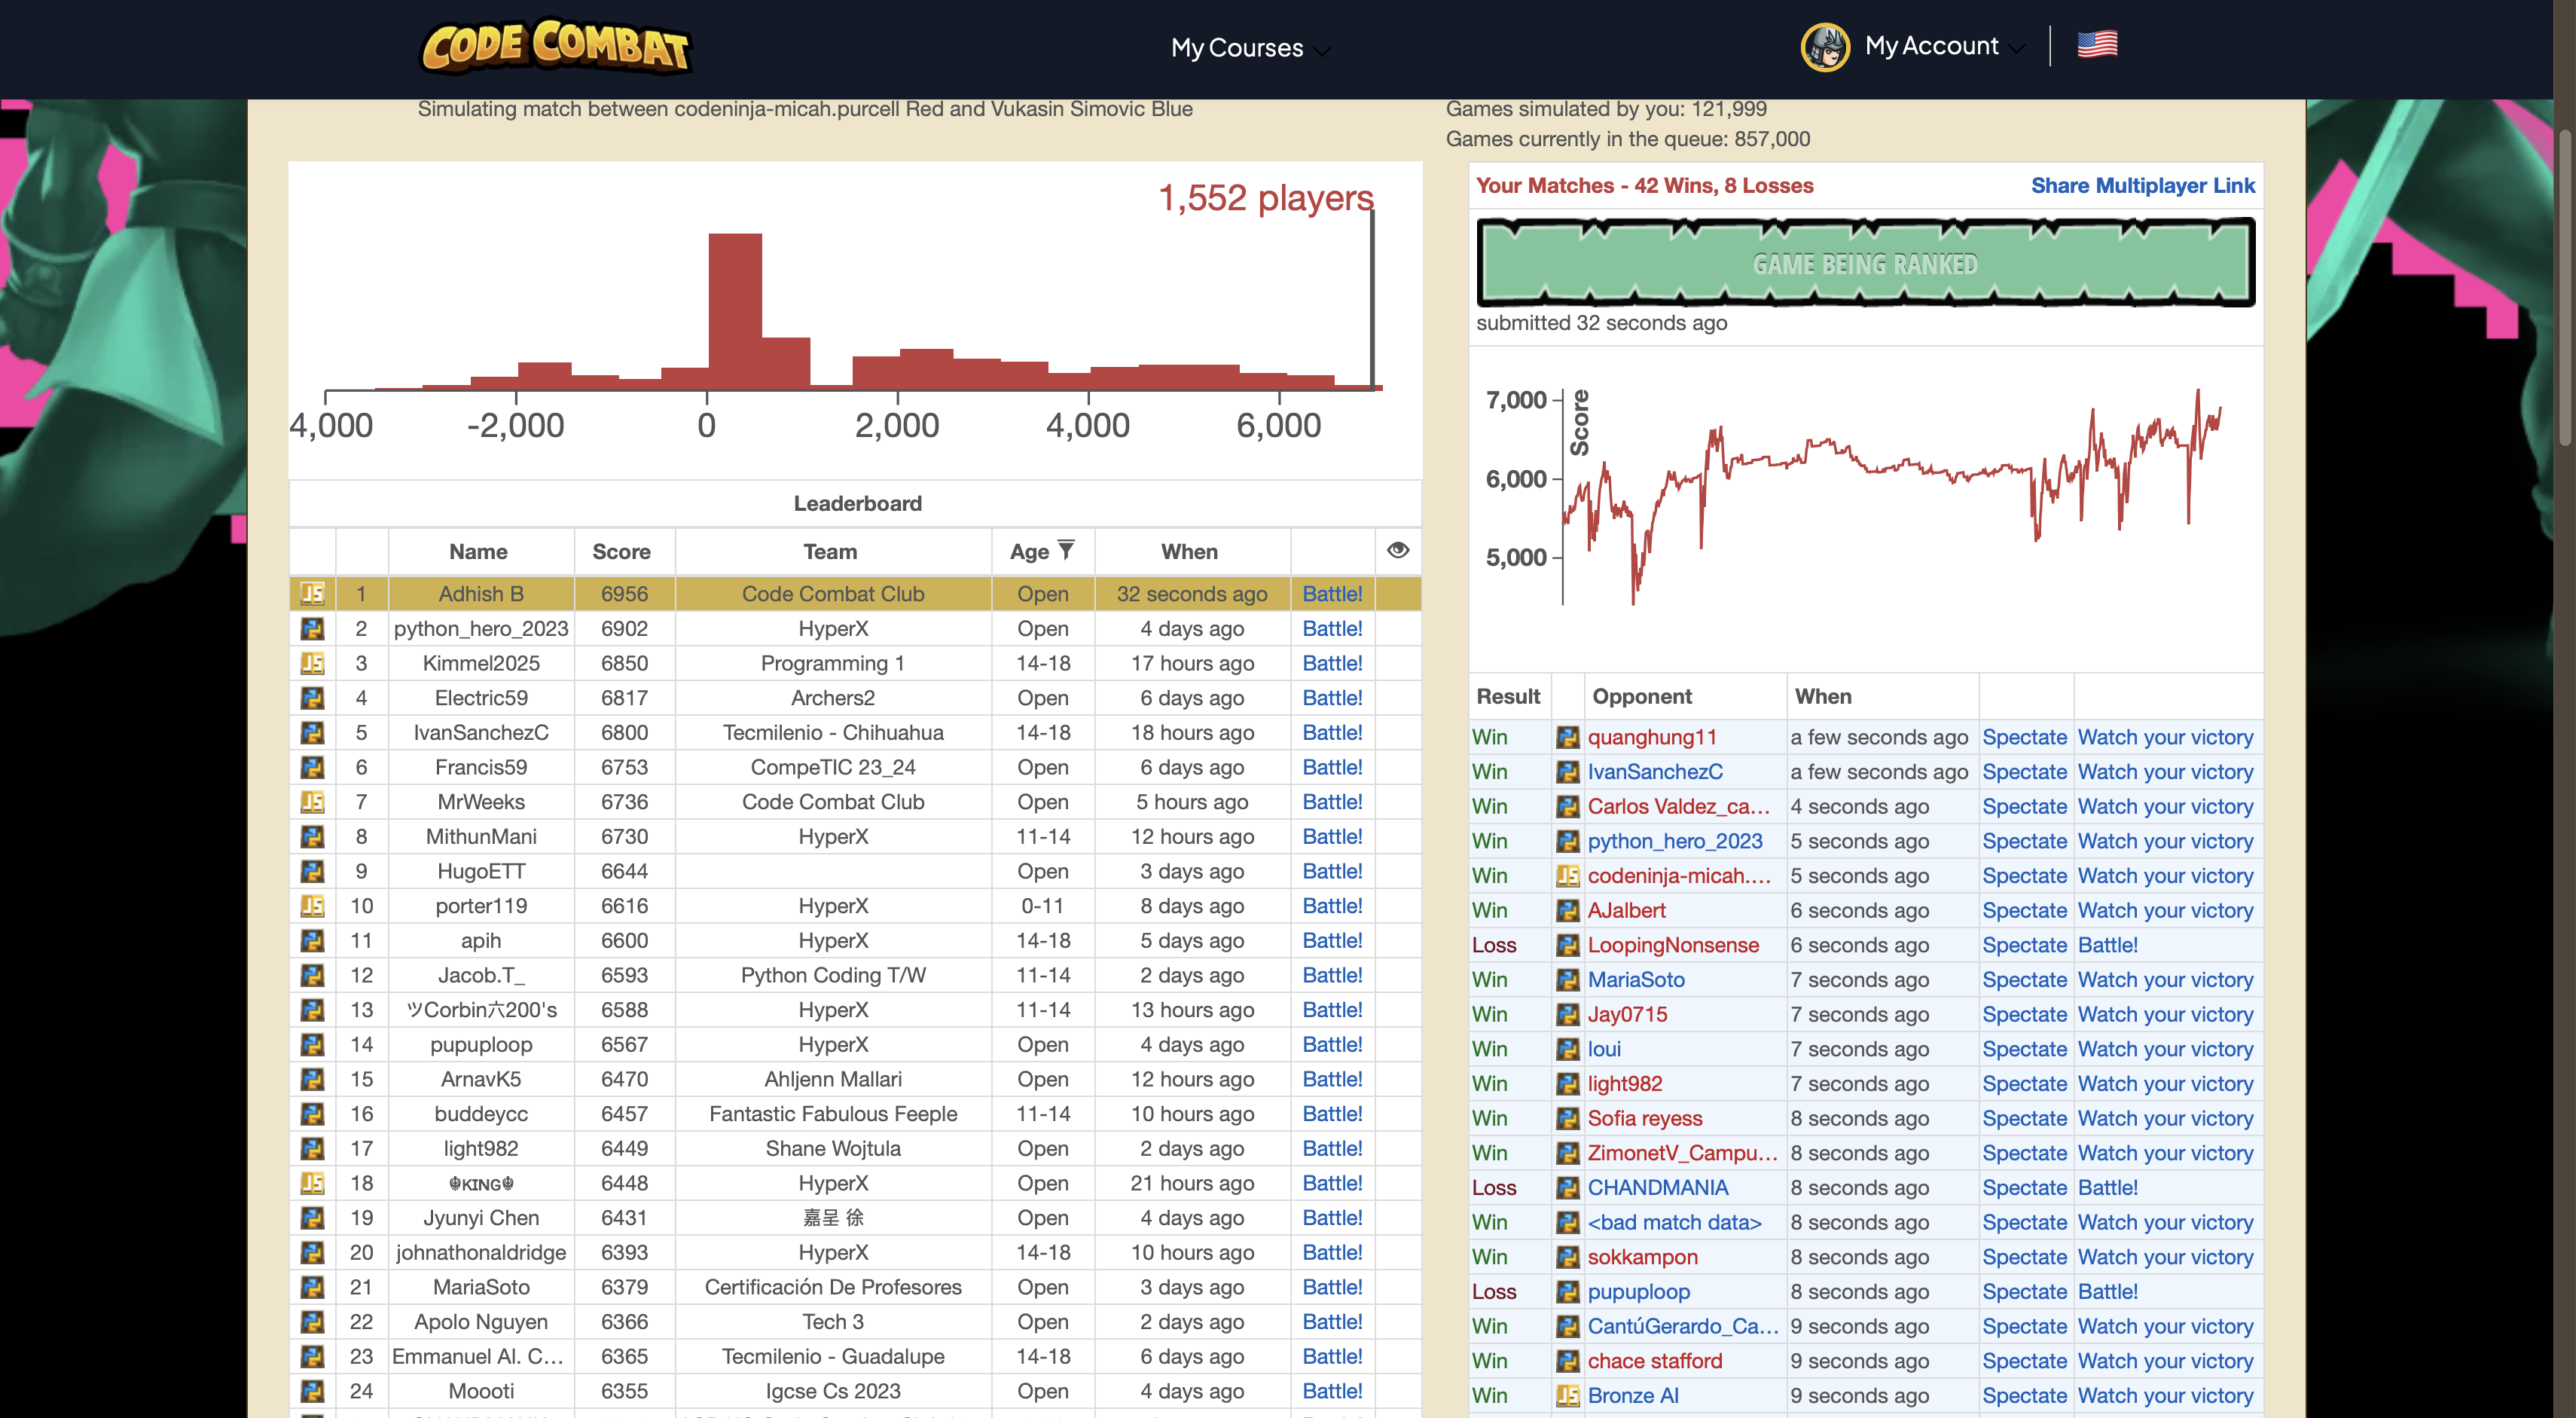 CODE COMBAT
My Courses
My Account
Simulating match between codeninja-micah.purcell Red and Vukasin Simovic Blue
Games simulated by you: 121,999
Games currently in the queue: 857,000
1,552 players
4,000 -2,000 0 2,000 4,000 6,000
Leaderboard
Name Score Team Age When
JS 1 Adhish B 6956 Code Combat Club Open 32 seconds ago Battle!
2 python_hero_2023 6902 HyperX Open 4 days ago Battle!
JS 3 Kimmel2025 6850 Programming 1 14-18 17 hours ago Battle!
4 Electric59 6817 Archers2 Open 6 days ago Battle!
5 IvanSanchezC 6800 Tecmilenio - Chihuahua 14-18 18 hours ago Battle!
6 Francis59 6753 CompeTIC 23_24 Open 6 days ago Battle!
JS 7 MrWeeks 6736 Code Combat Club Open 5 hours ago Battle!
8 MithunMani 6730 HyperX 11-14 12 hours ago Battle!
9 HugoETT 6644 Open 3 days ago Battle!
JS 10 porter119 6616 HyperX 0-11 8 days ago Battle!
11 apih 6600 HyperX 14-18 5 days ago Battle!
12 Jacob.T_ 6593 Python Coding T/W 11-14 2 days ago Battle!
13 ツCorbin六200's 6588 HyperX 11-14 13 hours ago Battle!
14 pupuploop 6567 HyperX Open 4 days ago Battle!
15 ArnavK5 6470 Ahljenn Mallari Open 12 hours ago Battle!
16 buddeycc 6457 Fantastic Fabulous Feeple 11-14 10 hours ago Battle!
17 light982 6449 Shane Wojtula Open 2 days ago Battle!
JS 18 ☬ᴋɪɴɢ☬ 6448 HyperX Open 21 hours ago Battle!
19 Jyunyi Chen 6431 嘉呈 徐 Open 4 days ago Battle!
20 johnathonaldridge 6393 HyperX 14-18 10 hours ago Battle!
21 MariaSoto 6379 Certificación De Profesores Open 3 days ago Battle!
22 Apolo Nguyen 6366 Tech 3 Open 2 days ago Battle!
23 Emmanuel Al. C... 6365 Tecmilenio - Guadalupe 14-18 6 days ago Battle!
24 Moooti 6355 Igcse Cs 2023 Open 4 days ago Battle!
Your Matches - 42 Wins, 8 Losses Share Multiplayer Link
GAME BEING RANKED
submitted 32 seconds ago
Score
7,000
6,000
5,000
Result Opponent When
Win quanghung11 a few seconds ago Spectate Watch your victory
Win IvanSanchezC a few seconds ago Spectate Watch your victory
Win Carlos Valdez_ca... 4 seconds ago Spectate Watch your victory
Win python_hero_2023 5 seconds ago Spectate Watch your victory
Win JS codeninja-micah.... 5 seconds ago Spectate Watch your victory
Win AJalbert 6 seconds ago Spectate Watch your victory
Loss LoopingNonsense 6 seconds ago Spectate Battle!
Win MariaSoto 7 seconds ago Spectate Watch your victory
Win Jay0715 7 seconds ago Spectate Watch your victory
Win loui 7 seconds ago Spectate Watch your victory
Win light982 7 seconds ago Spectate Watch your victory
Win Sofia reyess 8 seconds ago Spectate Watch your victory
Win ZimonetV_Campu... 8 seconds ago Spectate Watch your victory
Loss CHANDMANIA 8 seconds ago Spectate Battle!
Win <bad match data> 8 seconds ago Spectate Watch your victory
Win sokkampon 8 seconds ago Spectate Watch your victory
Loss pupuploop 8 seconds ago Spectate Battle!
Win CantúGerardo_Ca... 9 seconds ago Spectate Watch your victory
Win chace stafford 9 seconds ago Spectate Watch your victory
Win JS Bronze AI 9 seconds ago Spectate Watch your victory